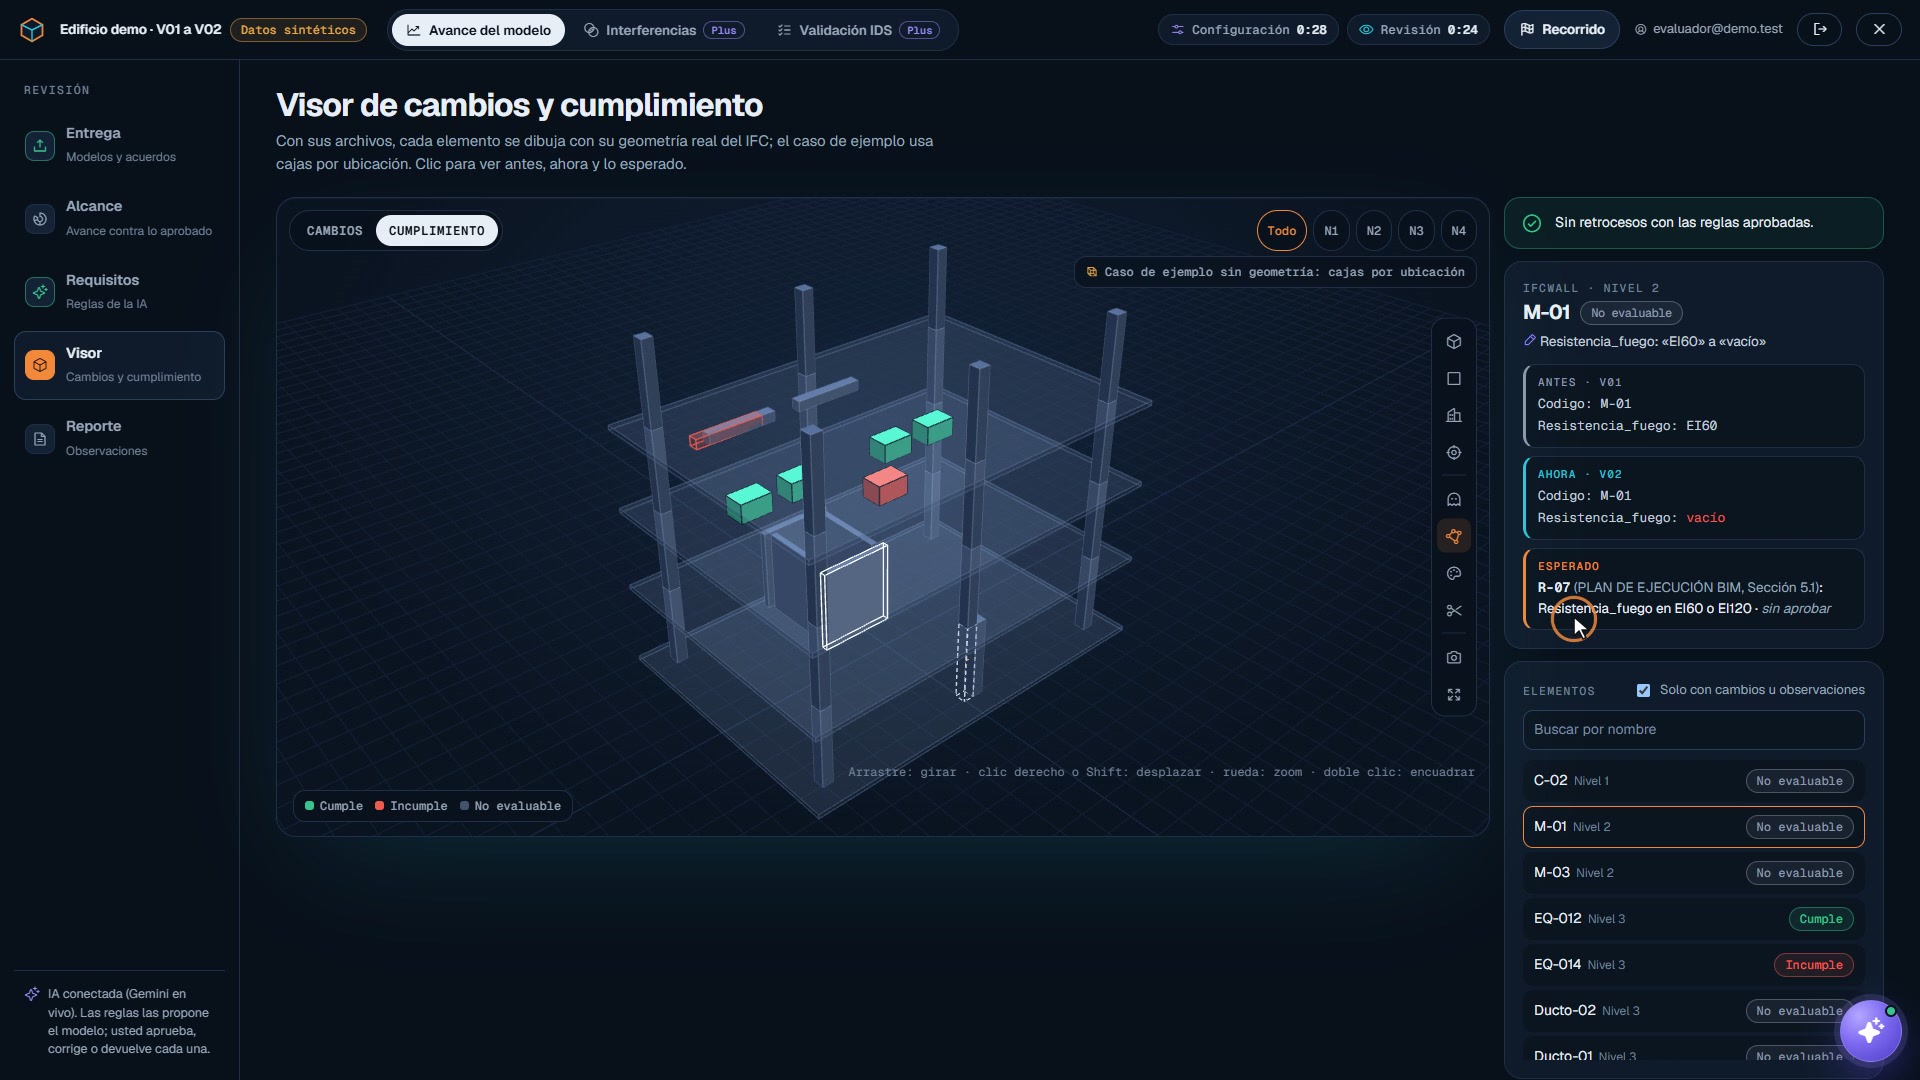 Edificio demo · V01 a V02
Datos sintéticos
Avance del modelo
Interferencias Plus
Validación IDS Plus
Configuración 0:28
Revisión 0:24
Recorrido
evaluador@demo.test
REVISIÓN
Entrega
Modelos y acuerdos
Alcance
Avance contra lo aprobado
Requisitos
Reglas de la IA
Visor
Cambios y cumplimiento
Reporte
Observaciones
IA conectada (Gemini en
vivo). Las reglas las propone
el modelo; usted aprueba,
corrige o devuelve cada una.
Visor de cambios y cumplimiento
Con sus archivos, cada elemento se dibuja con su geometría real del IFC; el caso de ejemplo usa
cajas por ubicación. Clic para ver antes, ahora y lo esperado.
CAMBIOS
CUMPLIMIENTO
Todo
N1
N2
N3
N4
Caso de ejemplo sin geometría: cajas por ubicación
Arrastre: girar · clic derecho o Shift: desplazar · rueda: zoom · doble clic: encuadrar
Cumple
Incumple
No evaluable
Sin retrocesos con las reglas aprobadas.
IFCWALL · NIVEL 2
M-01 No evaluable
Resistencia_fuego: «EI60» a «vacío»
ANTES · V01
Codigo: M-01
Resistencia_fuego: EI60
AHORA · V02
Codigo: M-01
Resistencia_fuego: vacío
ESPERADO
R-07 (PLAN DE EJECUCIÓN BIM, Sección 5.1):
Resistencia_fuego en EI60 o EI120 · sin aprobar
ELEMENTOS
Solo con cambios u observaciones
Buscar por nombre
C-02 Nivel 1 No evaluable
M-01 Nivel 2 No evaluable
M-03 Nivel 2 No evaluable
EQ-012 Nivel 3 Cumple
EQ-014 Nivel 3 Incumple
Ducto-02 Nivel 3 No evaluable
Ducto-01 Nivel 3 No evaluable